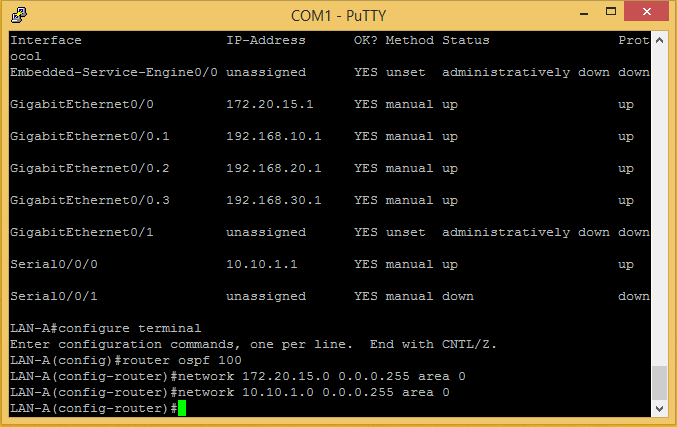 COM1 - PuTTY
Interface IP-Address OK? Method Status Prot
ocol
Embedded-Service-Engine0/0 unassigned YES unset administratively down down
GigabitEthernet0/0 172.20.15.1 YES manual up up
GigabitEthernet0/0.1 192.168.10.1 YES manual up up
GigabitEthernet0/0.2 192.168.20.1 YES manual up up
GigabitEthernet0/0.3 192.168.30.1 YES manual up up
GigabitEthernet0/1 unassigned YES unset administratively down down
Serial0/0/0 10.10.1.1 YES manual up up
Serial0/0/1 unassigned YES manual down down
LAN-A#configure terminal
Enter configuration commands, one per line. End with CNTL/Z.
LAN-A(config)#router ospf 100
LAN-A(config-router)#network 172.20.15.0 0.0.0.255 area 0
LAN-A(config-router)#network 10.10.1.0 0.0.0.255 area 0
LAN-A(config-router)#